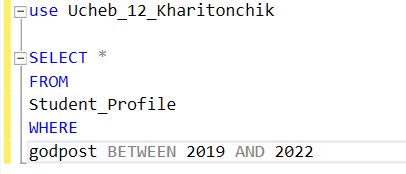 use Ucheb_12_Kharitonchik
SELECT *
FROM
Student_Profile
WHERE
godpost BETWEEN 2019 AND 2022